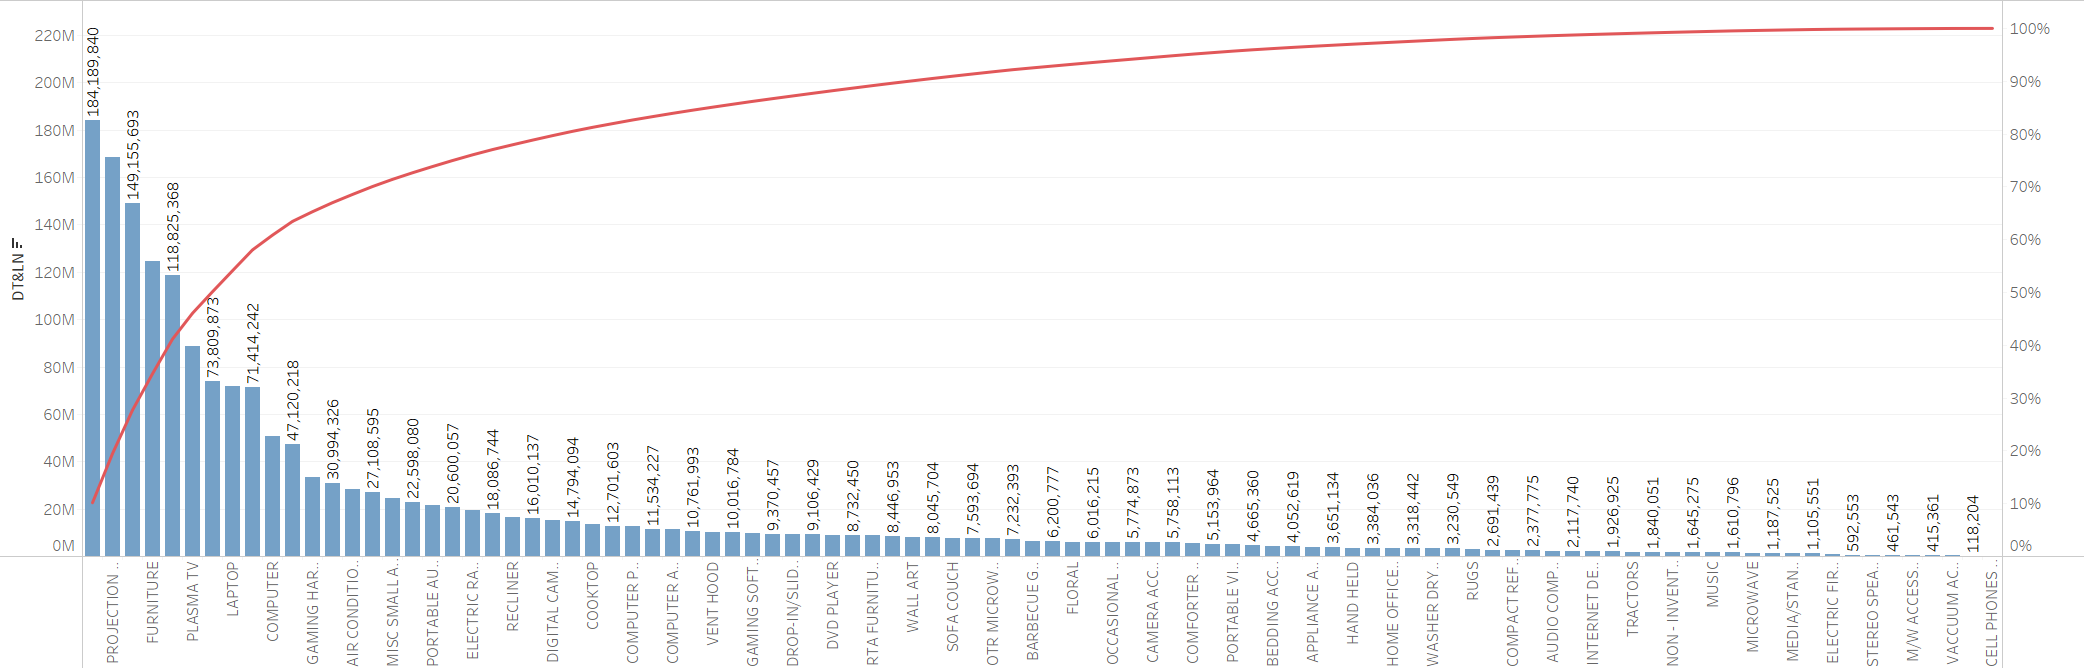 DT&LN
220M
200M
180M
160M
140M
120M
100M
80M
60M
40M
20M
0M
184,189,840
149,155,693
118,825,368
73,809,873
71,414,242
47,120,218
30,994,326
27,108,595
22,598,080
20,600,057
18,086,744
16,010,137
14,794,094
12,701,603
11,534,227
10,761,993
10,016,784
9,370,457
9,106,429
8,732,450
8,446,953
8,045,704
7,593,694
7,232,393
6,200,777
6,016,215
5,774,873
5,758,113
5,153,964
4,665,360
4,052,619
3,651,134
3,384,036
3,318,442
3,230,549
2,691,439
2,377,775
2,117,740
1,926,925
1,840,051
1,645,275
1,610,796
1,187,525
1,105,551
592,553
461,543
415,361
118,204
100%
90%
80%
70%
60%
50%
40%
30%
20%
10%
0%
PROJECTION ..
FURNITURE
PLASMA TV
LAPTOP
COMPUTER
GAMING HAR..
AIR CONDITIO..
MISC SMALL A..
PORTABLE AU..
ELECTRIC RA..
RECLINER
DIGITAL CAM..
COOKTOP
COMPUTER P..
COMPUTER A..
VENT HOOD
GAMING SOFT..
DROP-IN/SLID..
DVD PLAYER
RTA FURNITU..
WALL ART
SOFA COUCH
OTR MICROW..
BARBECUE G..
FLORAL
OCCASIONAL ..
CAMERA ACC..
COMFORTER ..
PORTABLE VI..
BEDDING ACC..
APPLIANCE A..
HAND HELD
HOME OFFICE..
WASHER DRY..
RUGS
COMPACT REF..
AUDIO COMP..
INTERNET DE..
TRACTORS
NON - INVENT..
MUSIC
MICROWAVE
MEDIA/STAN..
ELECTRIC FIR..
STEREO SPEA..
M/W ACCESS..
VACCUUM AC..
CELL PHONES ..